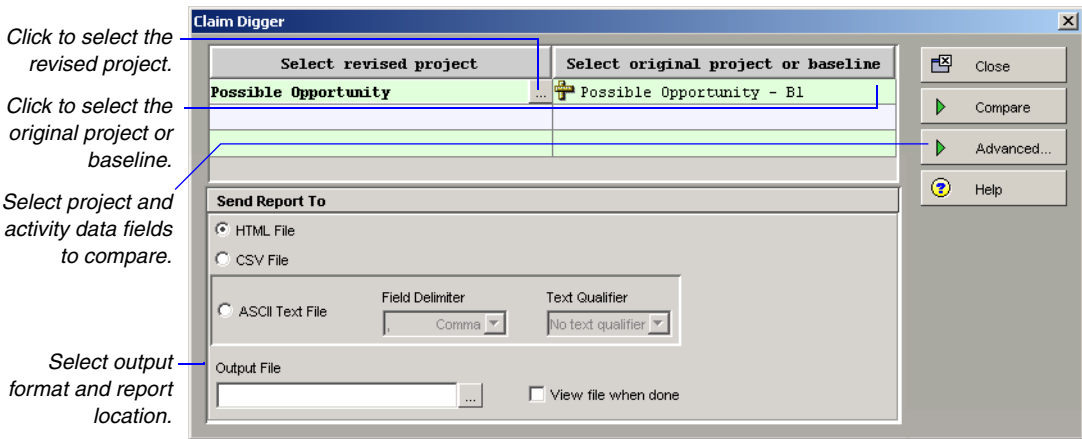 Claim Digger
Click to select the
revised project.
Click to select the
original project or
baseline.
Select project and
activity data fields
to compare.
Select output
format and report
location.
Select revised project
Select original project or baseline
Possible Opportunity
...
Possible Opportunity - B1
Close
Compare
Advanced...
Help
Send Report To
HTML File
CSV File
ASCII Text File
Field Delimiter
, Comma
Text Qualifier
No text qualifier
Output File
...
View file when done